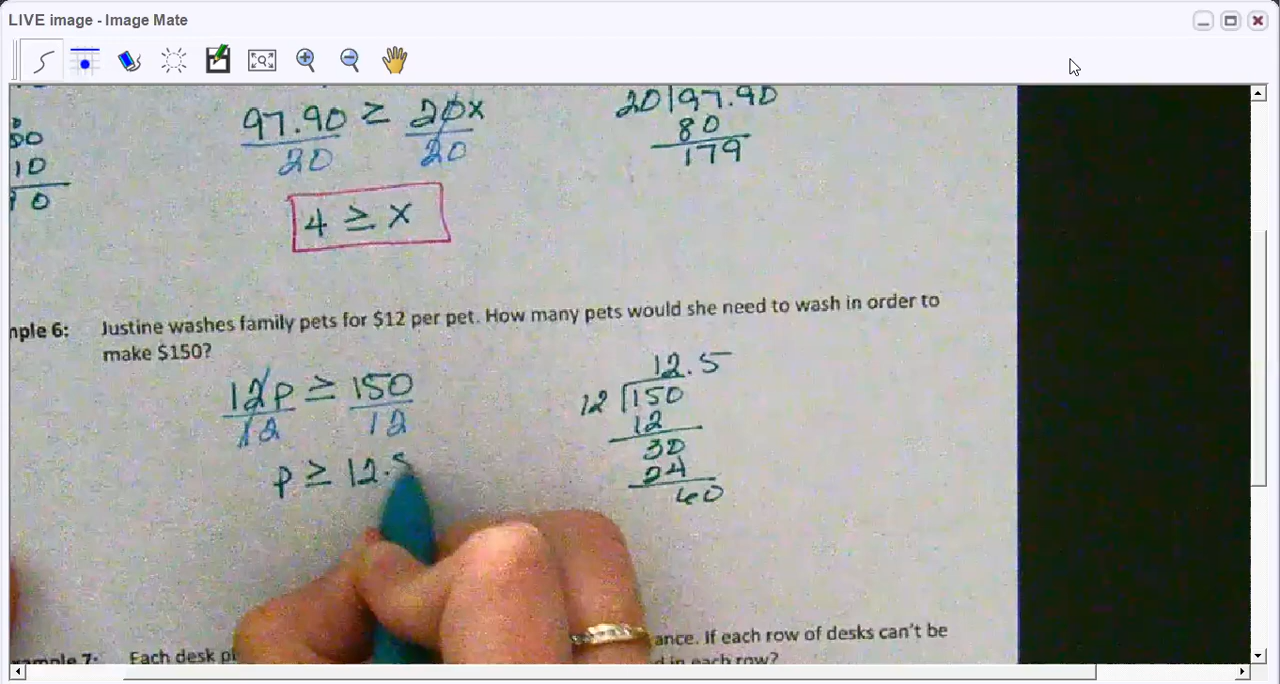 LIVE image - Image Mate
97.90 ≥ 20x
20 20
4 ≥ x
20 97.90
80
179
10
0
mple 6: Justine washes family pets for $12 per pet. How many pets would she need to wash in order to
make $150?
12p ≥ 150
12 12
p ≥ 12.5
12.5
12 150
12
30
24
60
ample 7: Each desk pl ance. If each row of desks can't be
d in each row?